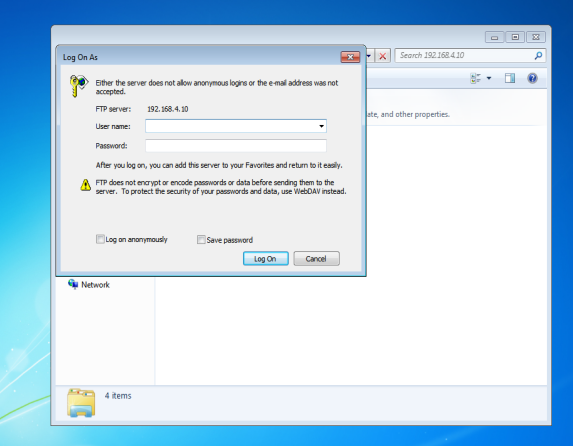 Log On As
Search 192.168.4.10
Either the server does not allow anonymous logins or the e-mail address was not
accepted.
FTP server: 192.168.4.10
ate, and other properties.
User name:
Password:
After you log on, you can add this server to your Favorites and return to it easily.
FTP does not encrypt or encode passwords or data before sending them to the
server. To protect the security of your passwords and data, use WebDAV instead.
Log on anonymously Save password
Log On Cancel
Network
4 items